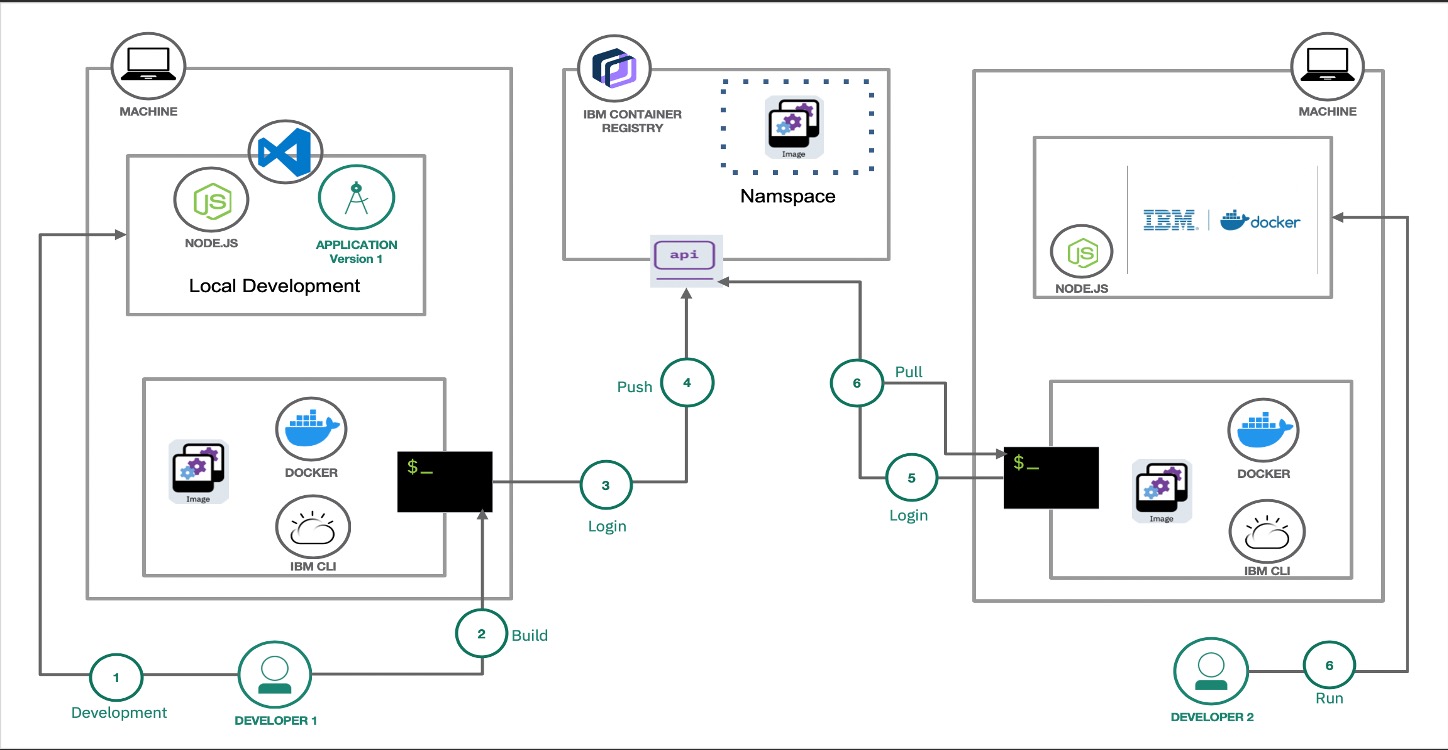 MACHINE
JS
NODE.JS
APPLICATION
Version 1
Local Development
Image
DOCKER
IBM CLI
$_
1
Development
DEVELOPER 1
2
Build
3
Login
4
Push
IBM CONTAINER
REGISTRY
Image
Namspace
api
6
Pull
5
Login
MACHINE
JS
NODE.JS
IBM
docker
$_
Image
DOCKER
IBM CLI
DEVELOPER 2
6
Run